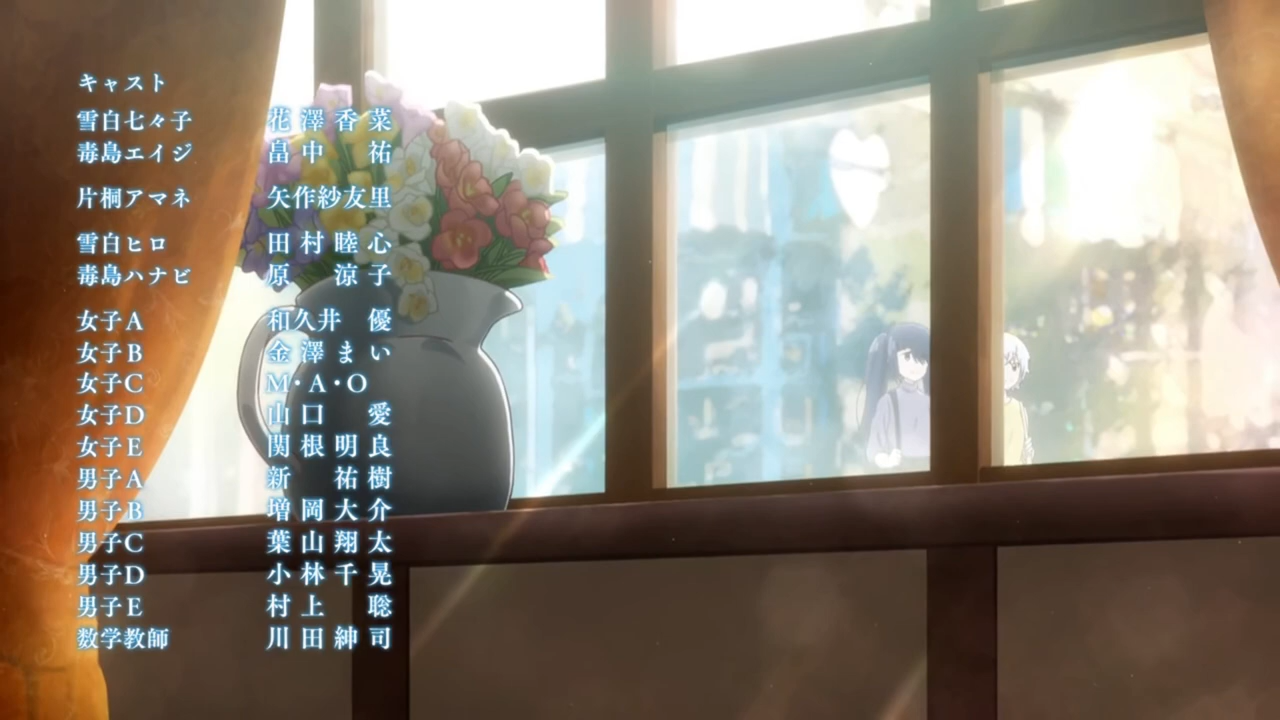 キャスト
雪白七々子 花澤香菜
毒島エイジ 畠中 祐
片桐アマネ 矢作紗友里
雪白ヒロ 田村睦心
毒島ハナビ 原 涼子
女子A 和久井 優
女子B 金澤まい
女子C M・A・O
女子D 山口 愛
女子E 関根明良
男子A 新 祐樹
男子B 増岡大介
男子C 葉山翔太
男子D 小林千晃
男子E 村上 聡
数学教師 川田紳司